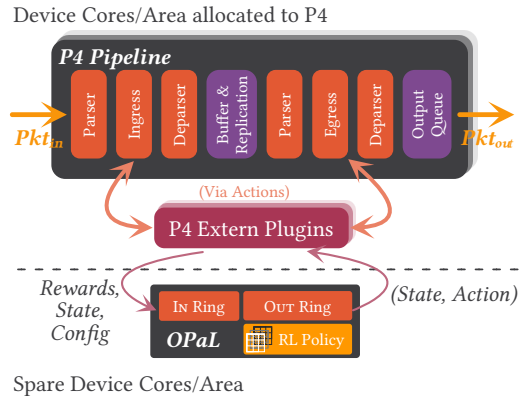 Device Cores/Area allocated to P4
P4 Pipeline
Pkt_in
Parser
Ingress
Deparser
Buffer &
Replication
Parser
Egress
Deparser
Output
Queue
Pkt_out
(Via Actions)
P4 Extern Plugins
Rewards,
State,
Config
(State, Action)
IN RING
OUT RING
OPaL
RL Policy
Spare Device Cores/Area